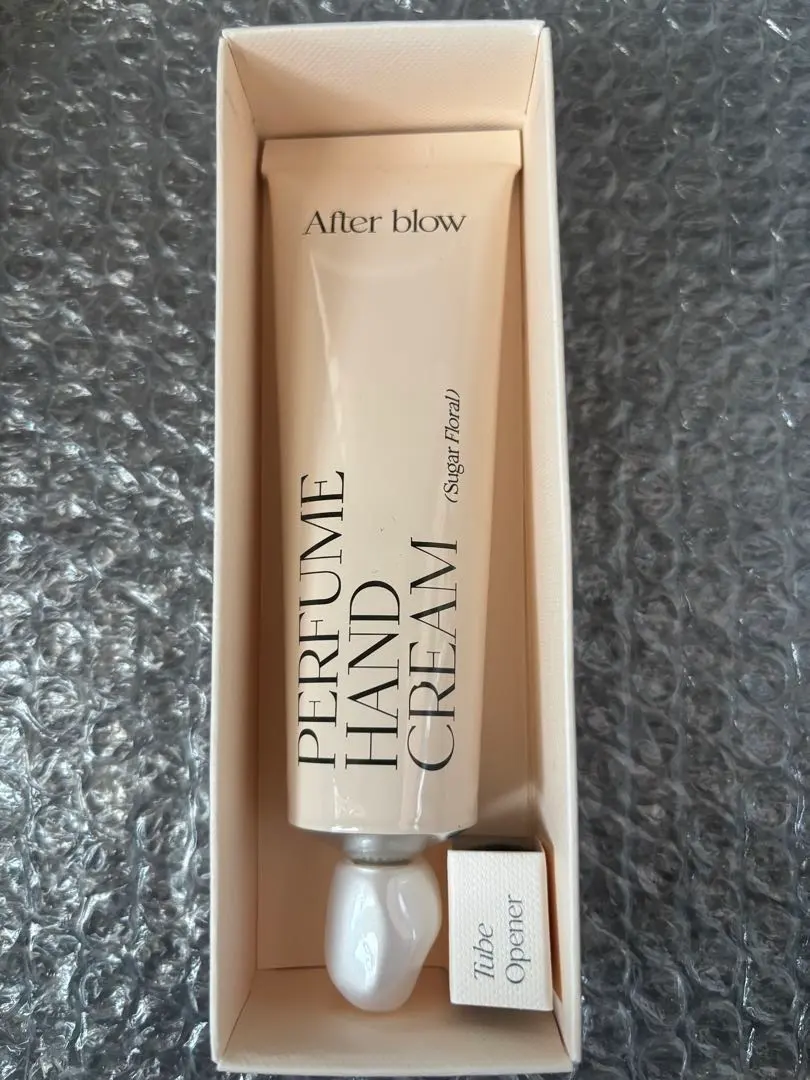 After blow
PERFUME
HAND
CREAM
(Sugar Floral)
Tube
Opener